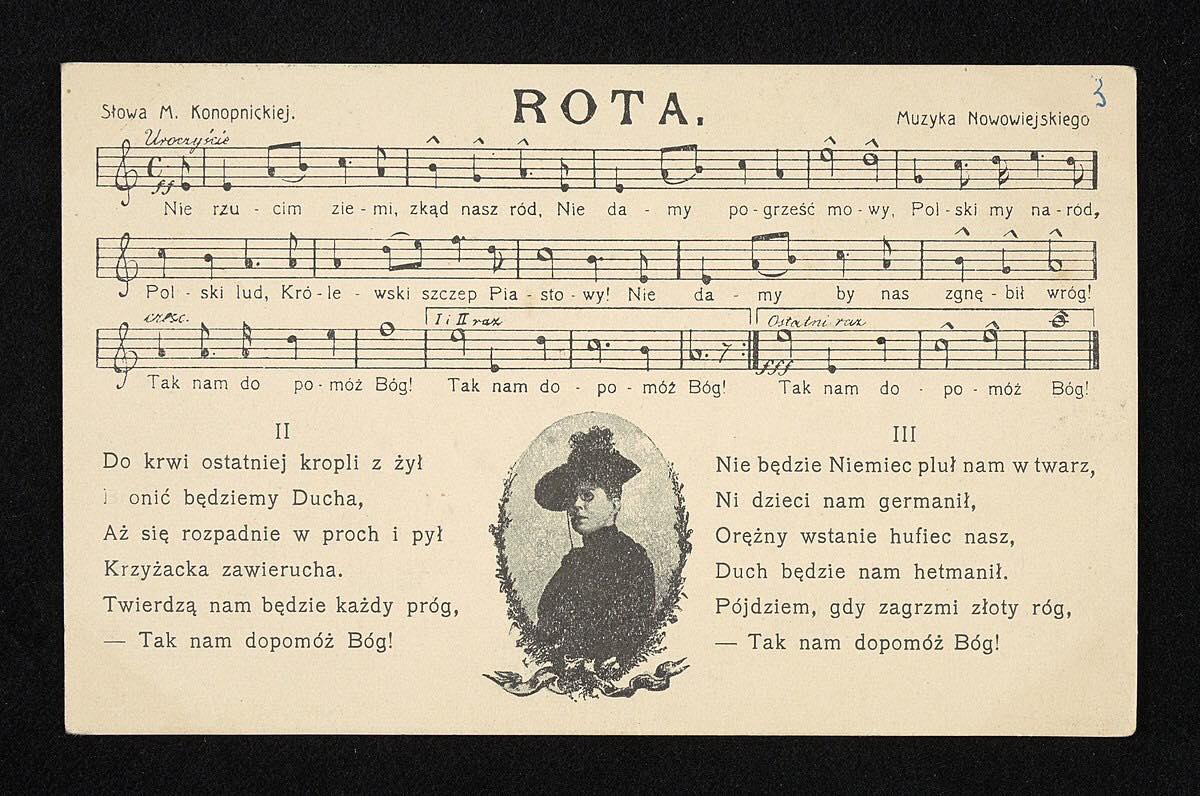 3
ROTA.
Słowa M. Konopnickiej.
Muzyka Nowowiejskiego
Uroczyście
ff
Nie rzu - cim zie - mi, zkąd nasz ród, Nie da - my po - grześć mo - wy, Pol - ski my na - ród,
Pol - ski lud, Kró - le - wski szczep Pia - sto - wy! Nie da - my by nas zgnę - bił wróg!
cresc.
I i II raz
Ostatni raz
fff
Tak nam do po - móż Bóg! Tak nam do - po - móż Bóg! Tak nam do - po - móż Bóg!
II
Do krwi ostatniej kropli z żył
onić będziemy Ducha,
Aż się rozpadnie w proch i pył
Krzyżacka zawierucha.
Twierdzą nam będzie każdy próg,
— Tak nam dopomóż Bóg!
III
Nie będzie Niemiec pluł nam w twarz,
Ni dzieci nam germanił,
Orężny wstanie hufiec nasz,
Duch będzie nam hetmanił.
Pójdziem, gdy zagrzmi złoty róg,
— Tak nam dopomóż Bóg!